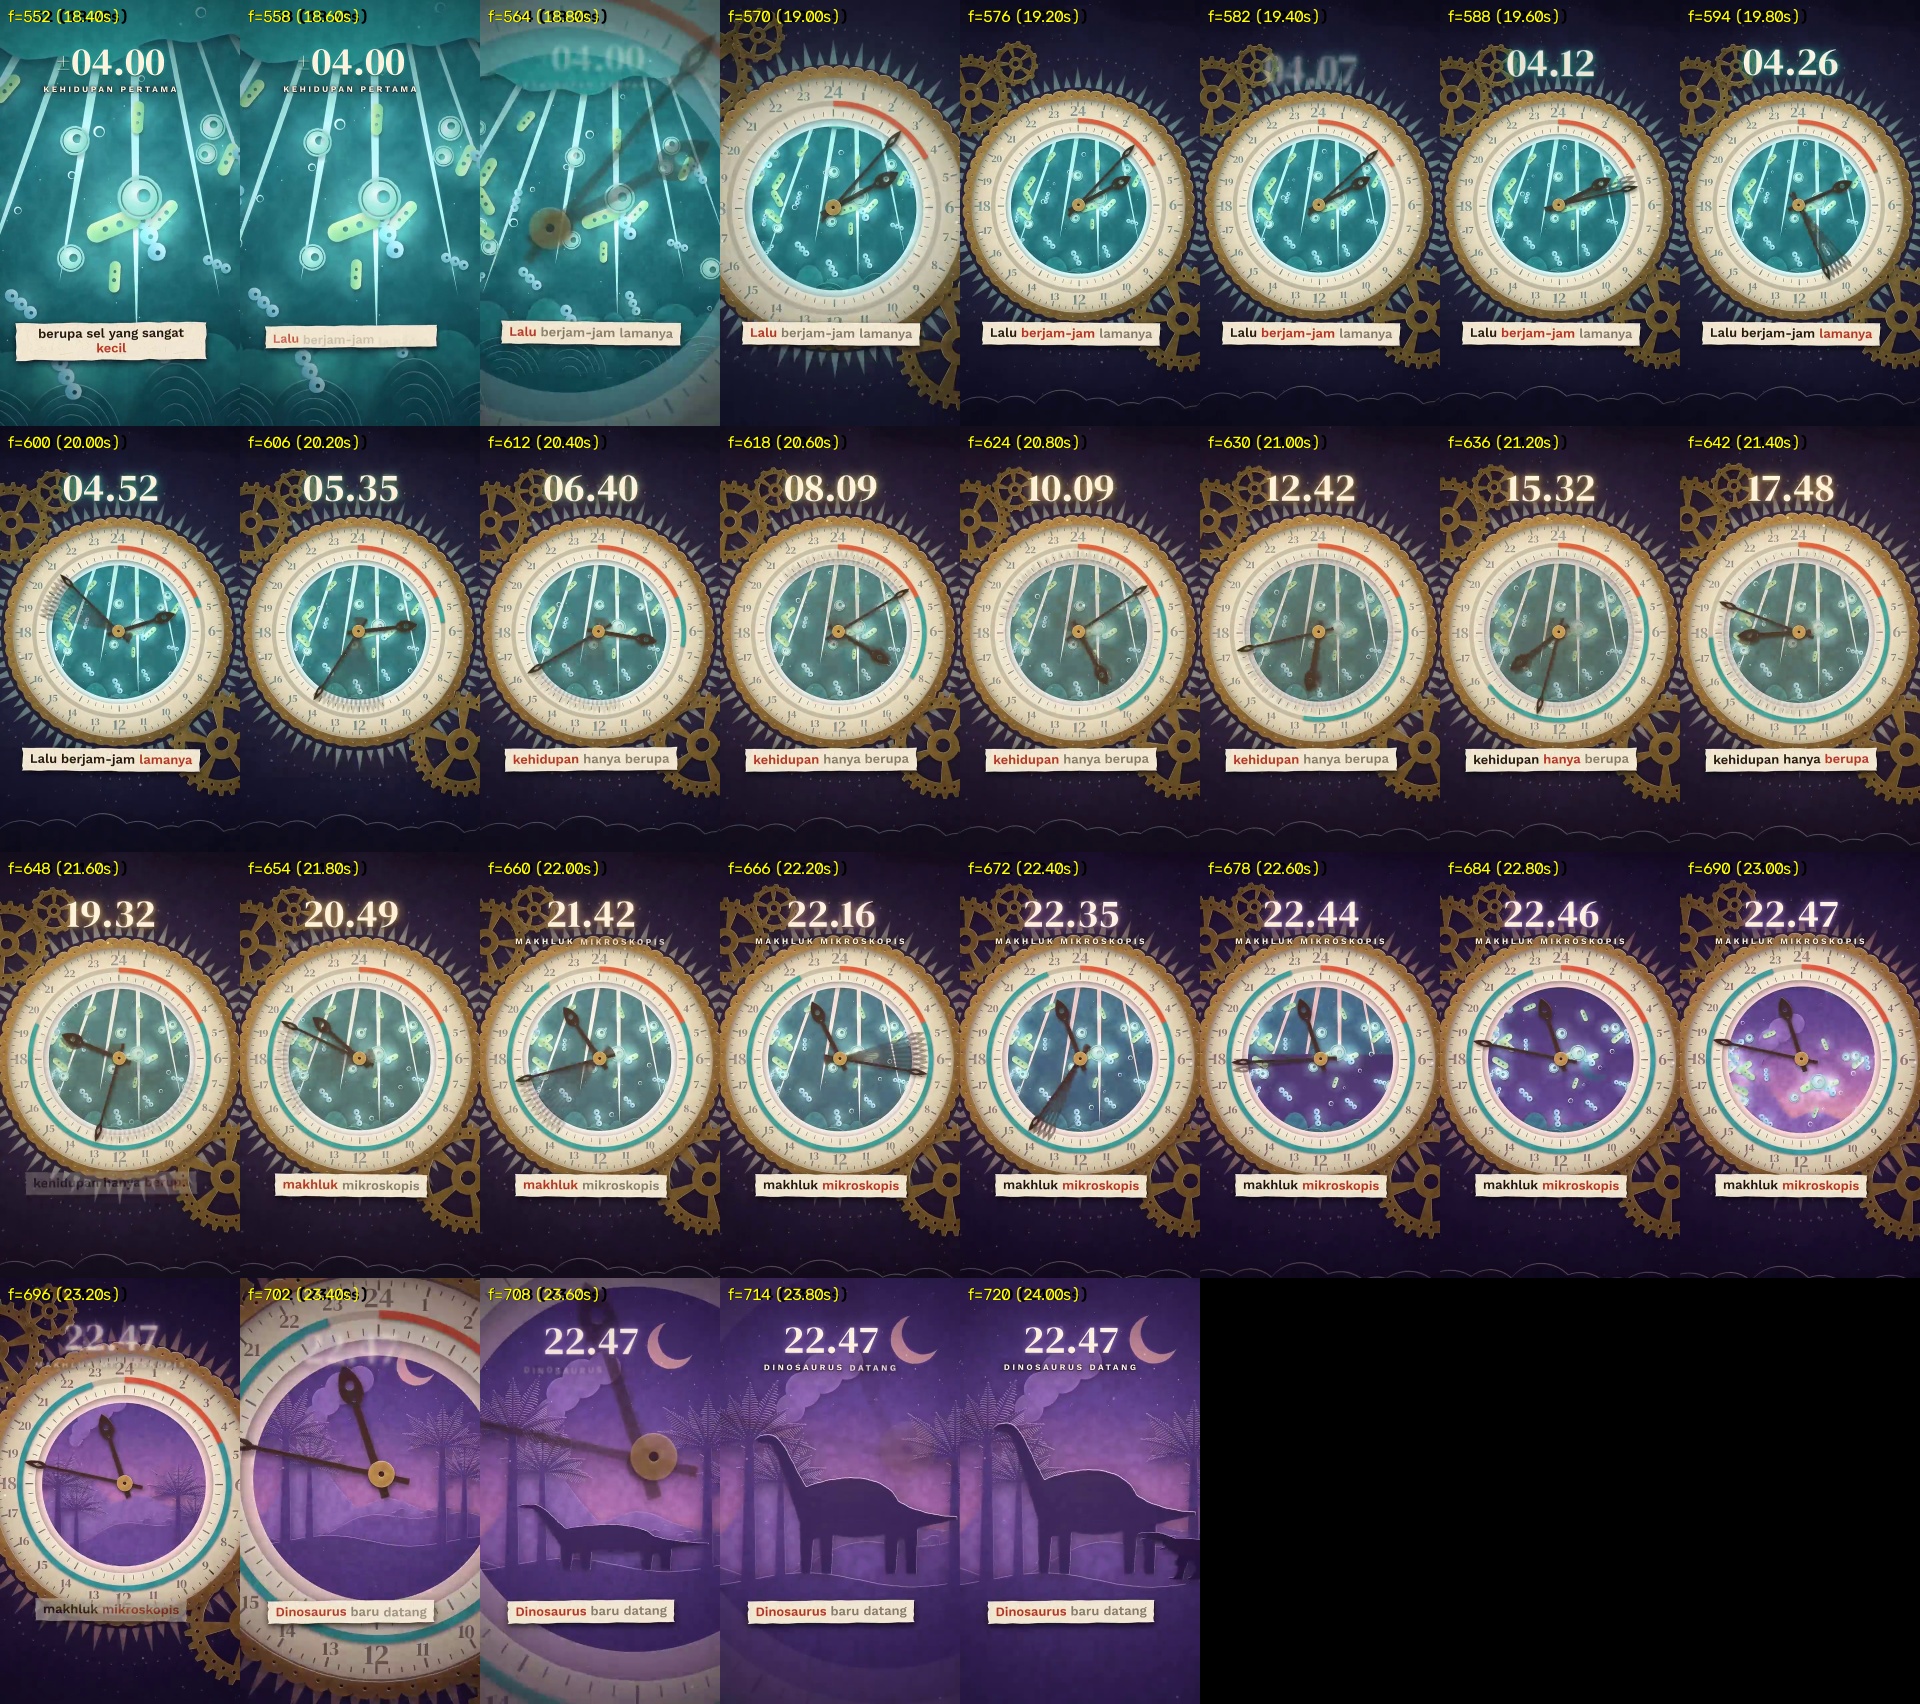 f=552 (18.40s)
±04.00
KEHIDUPAN PERTAMA
berupa sel yang sangat
kecil
f=558 (18.60s)
±04.00
KEHIDUPAN PERTAMA
Lalu berjam-jam
f=564 (18.80s)
04.00
Lalu berjam-jam lamanya
f=570 (19.00s)
Lalu berjam-jam lamanya
f=576 (19.20s)
Lalu berjam-jam lamanya
f=582 (19.40s)
04.07
Lalu berjam-jam lamanya
f=588 (19.60s)
04.12
Lalu berjam-jam lamanya
f=594 (19.80s)
04.26
Lalu berjam-jam lamanya
f=600 (20.00s)
04.52
Lalu berjam-jam lamanya
f=606 (20.20s)
05.35
f=612 (20.40s)
06.40
kehidupan hanya berupa
f=618 (20.60s)
08.09
kehidupan hanya berupa
f=624 (20.80s)
10.09
kehidupan hanya berupa
f=630 (21.00s)
12.42
kehidupan hanya berupa
f=636 (21.20s)
15.32
kehidupan hanya berupa
f=642 (21.40s)
17.48
kehidupan hanya berupa
f=648 (21.60s)
19.32
kehidupan hanya berupa
f=654 (21.80s)
20.49
makhluk mikroskopis
f=660 (22.00s)
21.42
MAKHLUK MIKROSKOPIS
makhluk mikroskopis
f=666 (22.20s)
22.16
MAKHLUK MIKROSKOPIS
makhluk mikroskopis
f=672 (22.40s)
22.35
MAKHLUK MIKROSKOPIS
makhluk mikroskopis
f=678 (22.60s)
22.44
MAKHLUK MIKROSKOPIS
makhluk mikroskopis
f=684 (22.80s)
22.46
MAKHLUK MIKROSKOPIS
makhluk mikroskopis
f=690 (23.00s)
22.47
MAKHLUK MIKROSKOPIS
makhluk mikroskopis
f=696 (23.20s)
22.47
makhluk mikroskopis
f=702 (23.40s)
Dinosaurus baru datang
f=708 (23.60s)
22.47
DINOSAURUS
Dinosaurus baru datang
f=714 (23.80s)
22.47
DINOSAURUS DATANG
Dinosaurus baru datang
f=720 (24.00s)
22.47
DINOSAURUS DATANG
Dinosaurus baru datang